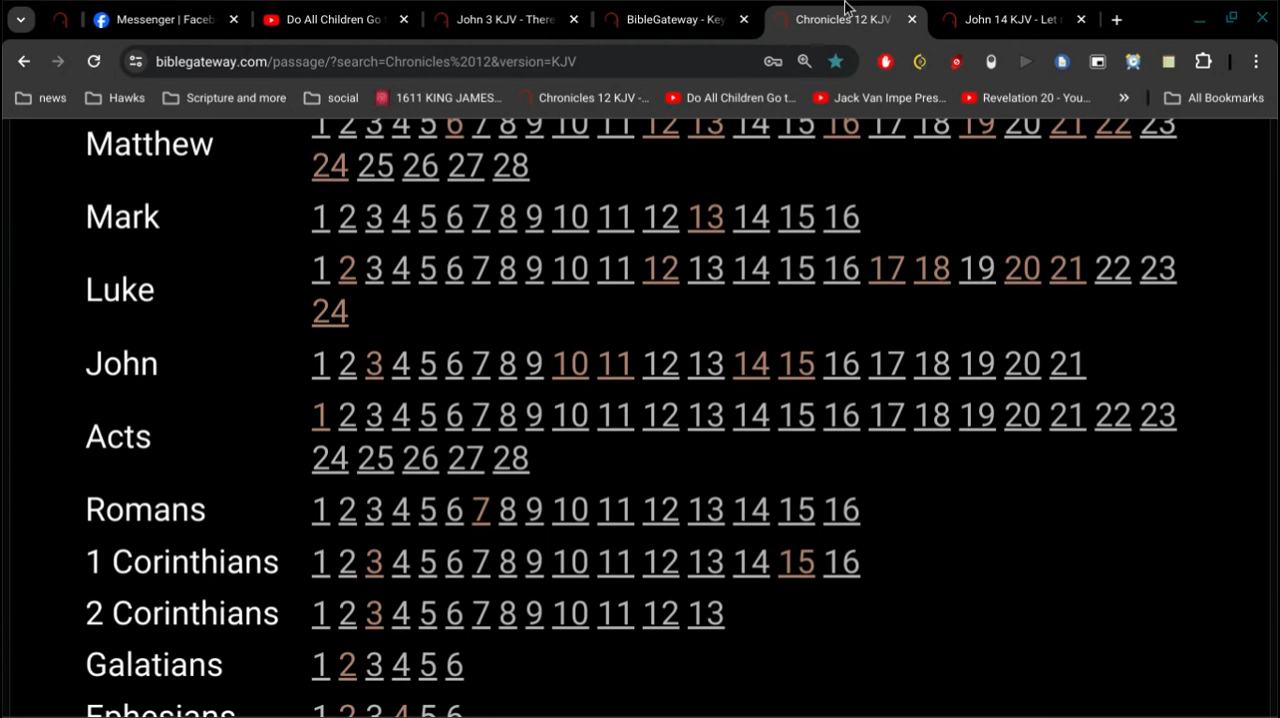 Messenger | Faceb
Do All Children Go
John 3 KJV - There
BibleGateway - Key
Chronicles 12 KJV
John 14 KJV - Let
biblegateway.com/passage/?search=Chronicles%2012&version=KJV
news
Hawks
Scripture and more
social
1611 KING JAMES...
Chronicles 12 KJV -...
Do All Children Go t...
Jack Van Impe Pres...
Revelation 20 - You...
»
All Bookmarks
Matthew
1 2 3 4 5 6 7 8 9 10 11 12 13 14 15 16 17 18 19 20 21 22 23
24 25 26 27 28
Mark
1 2 3 4 5 6 7 8 9 10 11 12 13 14 15 16
Luke
1 2 3 4 5 6 7 8 9 10 11 12 13 14 15 16 17 18 19 20 21 22 23
24
John
1 2 3 4 5 6 7 8 9 10 11 12 13 14 15 16 17 18 19 20 21
Acts
1 2 3 4 5 6 7 8 9 10 11 12 13 14 15 16 17 18 19 20 21 22 23
24 25 26 27 28
Romans
1 2 3 4 5 6 7 8 9 10 11 12 13 14 15 16
1 Corinthians
1 2 3 4 5 6 7 8 9 10 11 12 13 14 15 16
2 Corinthians
1 2 3 4 5 6 7 8 9 10 11 12 13
Galatians
1 2 3 4 5 6
Ephesians
1 2 3 4 5 6